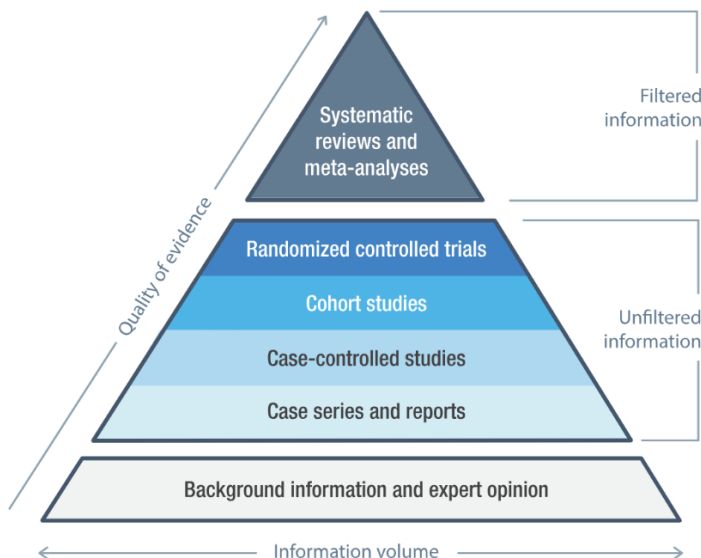 Systematic
reviews and
meta-analyses
Filtered
information
Quality of evidence
Randomized controlled trials
Cohort studies
Case-controlled studies
Case series and reports
Unfiltered
information
Background information and expert opinion
Information volume